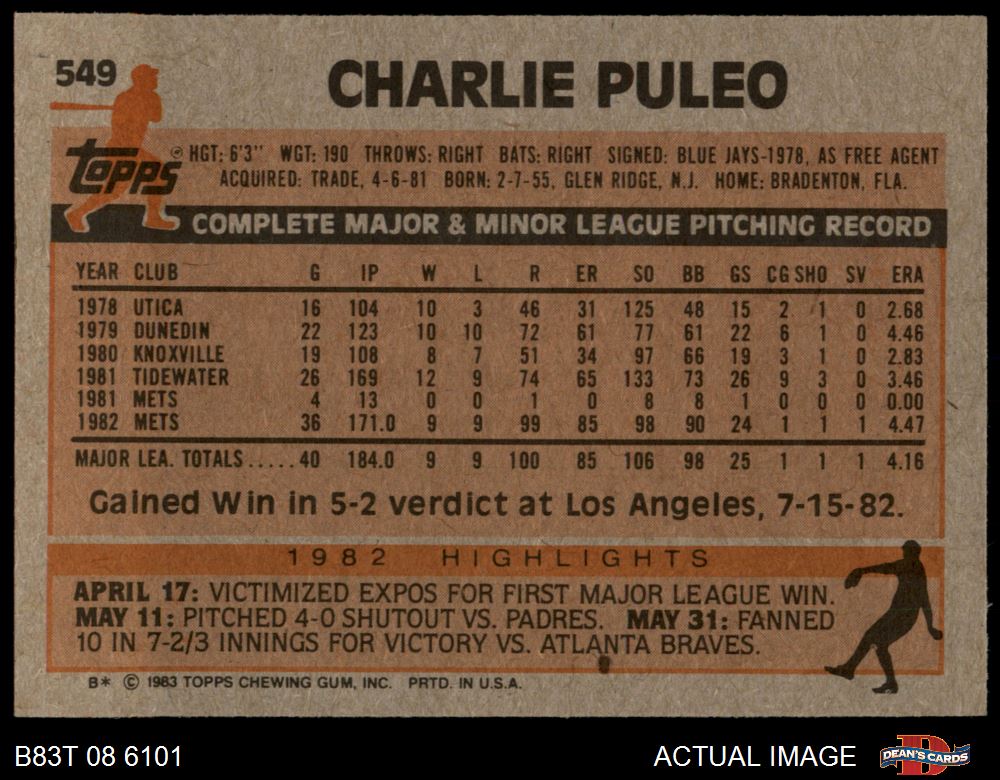 549
CHARLIE PULEO
Topps ® HGT: 6'3" WGT: 190 THROWS: RIGHT BATS: RIGHT SIGNED: BLUE JAYS-1978, AS FREE AGENT
ACQUIRED: TRADE, 4-6-81 BORN: 2-7-55, GLEN RIDGE, N.J. HOME: BRADENTON, FLA.
COMPLETE MAJOR & MINOR LEAGUE PITCHING RECORD
YEAR CLUB G IP W L R ER SO BB GS CG SHO SV ERA
1978 UTICA 16 104 10 3 46 31 125 48 15 2 1 0 2.68
1979 DUNEDIN 22 123 10 10 72 61 77 61 22 6 1 0 4.46
1980 KNOXVILLE 19 108 8 7 51 34 97 66 19 3 1 0 2.83
1981 TIDEWATER 26 169 12 9 74 65 133 73 26 9 3 0 3.46
1981 METS 4 13 0 0 1 0 8 8 1 0 0 0 0.00
1982 METS 36 171.0 9 9 99 85 98 90 24 1 1 1 4.47
MAJOR LEA. TOTALS.....40 184.0 9 9 100 85 106 98 25 1 1 1 4.16
Gained Win in 5-2 verdict at Los Angeles, 7-15-82.
1982 HIGHLIGHTS
APRIL 17: VICTIMIZED EXPOS FOR FIRST MAJOR LEAGUE WIN.
MAY 11: PITCHED 4-0 SHUTOUT VS. PADRES. MAY 31: FANNED
10 IN 7-2/3 INNINGS FOR VICTORY VS. ATLANTA BRAVES.
B* © 1983 TOPPS CHEWING GUM, INC. PRTD. IN U.S.A.
B83T 08 6101 ACTUAL IMAGE DEAN'S CARDS